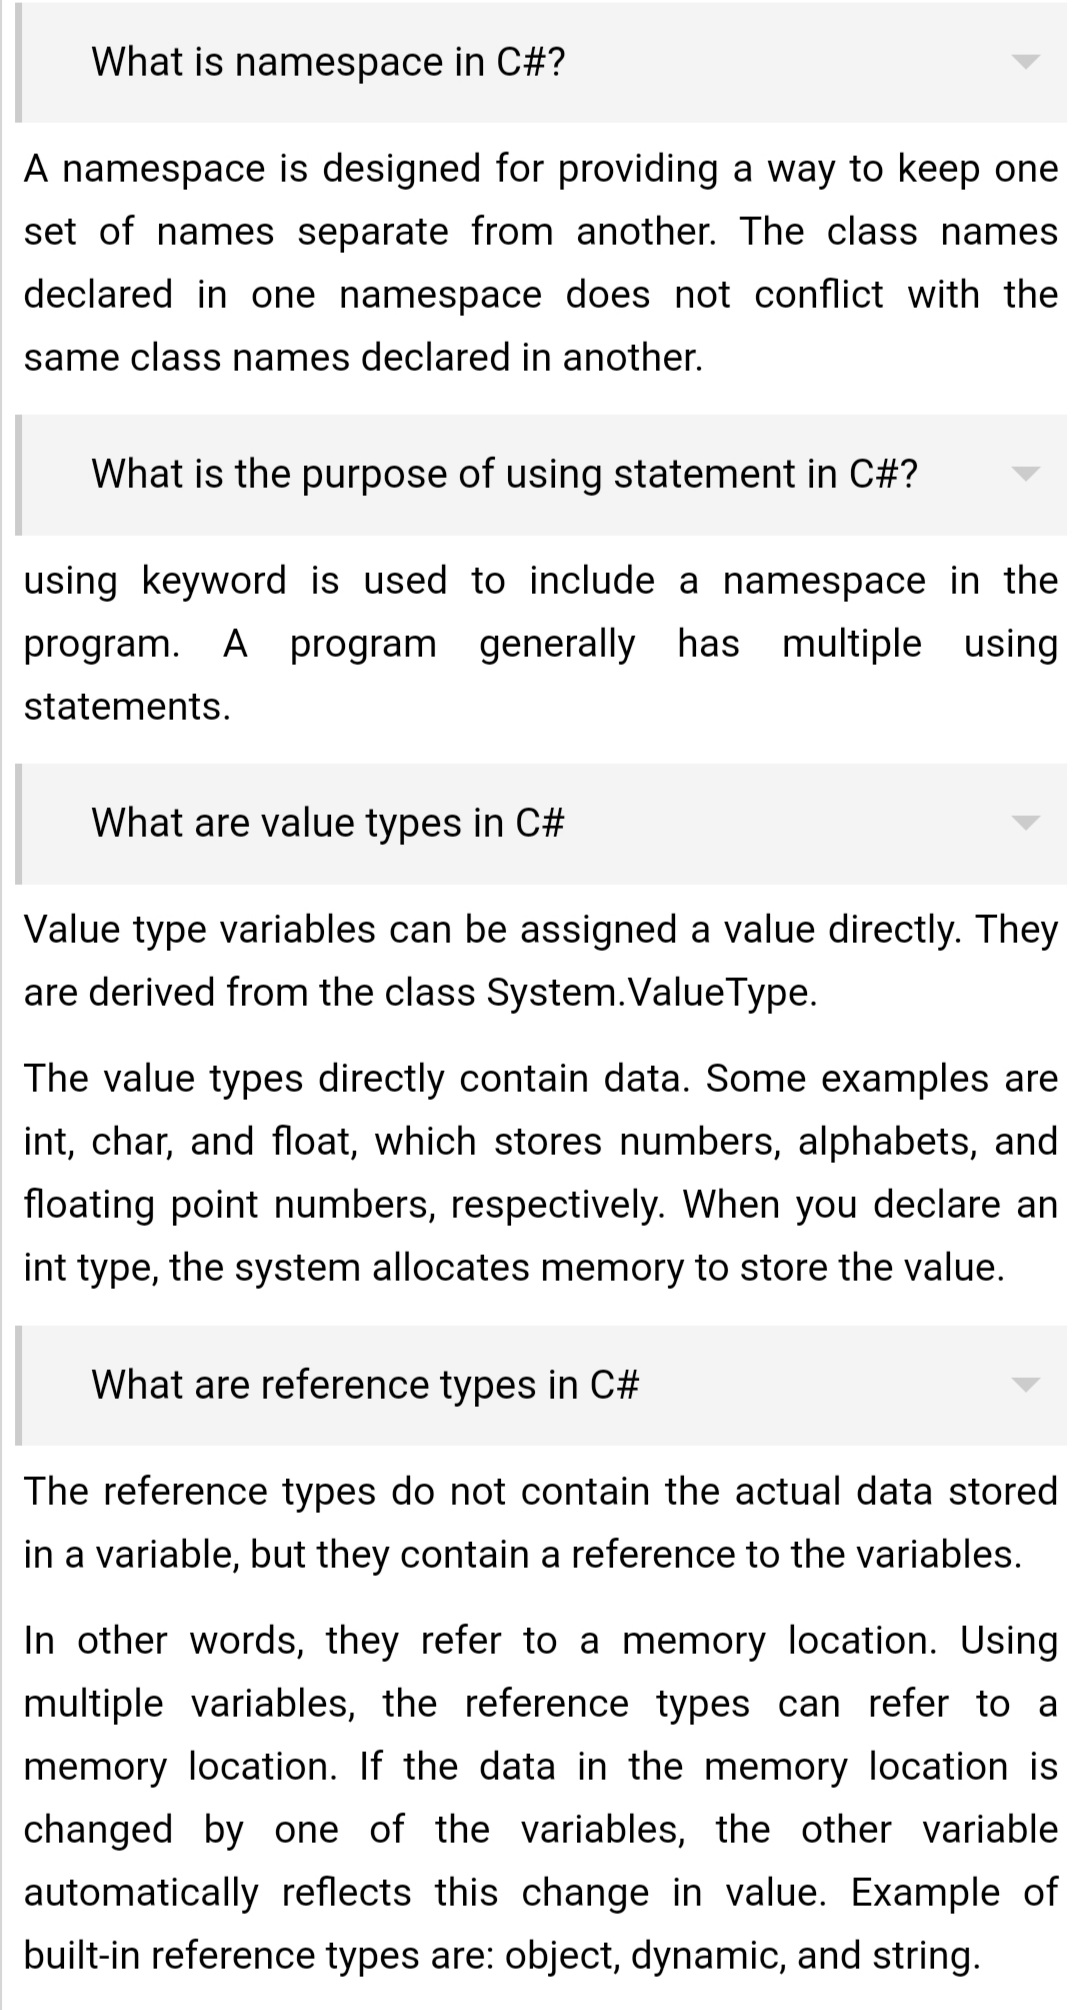 What is namespace in C#?
A namespace is designed for providing a way to keep one
set of names separate from another. The class names
declared in one namespace does not conflict with the
same class names declared in another.
What is the purpose of using statement in C#?
using keyword is used to include a namespace in the
program. A program generally has multiple using
statements.
What are value types in C#
Value type variables can be assigned a value directly. They
are derived from the class System.ValueType.
The value types directly contain data. Some examples are
int, char, and float, which stores numbers, alphabets, and
floating point numbers, respectively. When you declare an
int type, the system allocates memory to store the value.
What are reference types in C#
The reference types do not contain the actual data stored
in a variable, but they contain a reference to the variables.
In other words, they refer to a memory location. Using
multiple variables, the reference types can refer to a
memory location. If the data in the memory location is
changed by one of the variables, the other variable
automatically reflects this change in value. Example of
built-in reference types are: object, dynamic, and string.